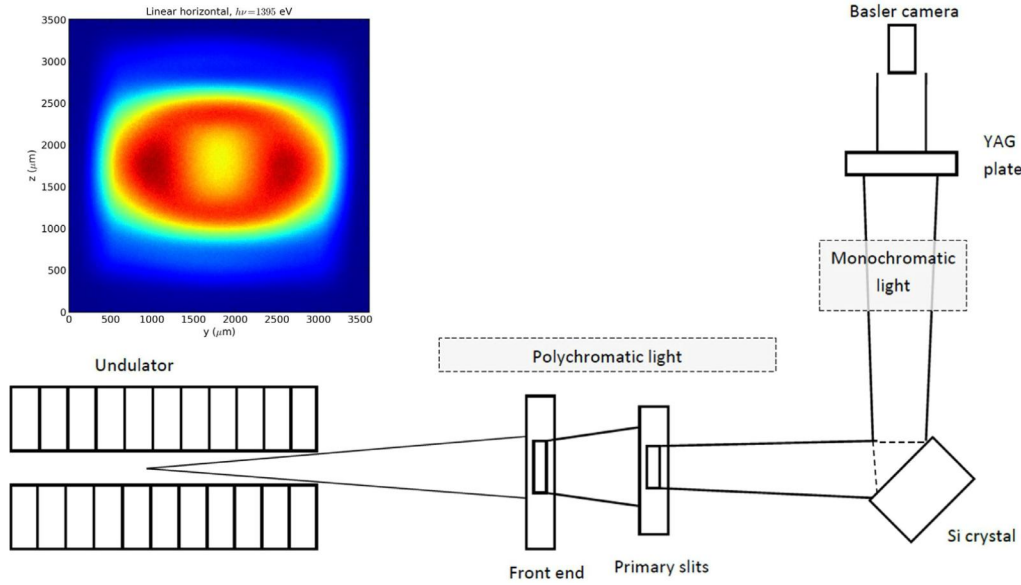 Linear horizontal, hν=1395 eV
3500
3000
2500
2000
1500
1000
500
0
z (μm)
0 500 1000 1500 2000 2500 3000 3500
y (μm)
Basler camera
YAG
plate
Monochromatic
light
Polychromatic light
Undulator
Si crystal
Front end
Primary slits